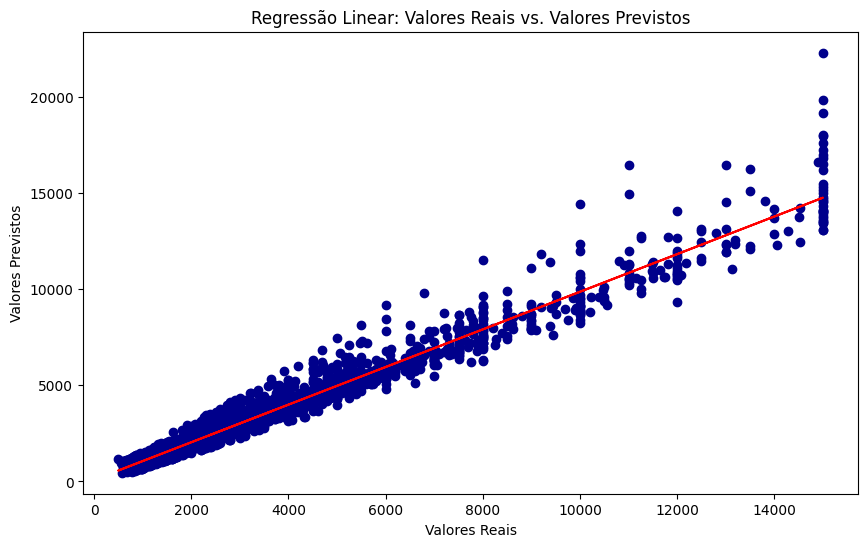 Regressão Linear: Valores Reais vs. Valores Previstos
Valores Previstos
20000
15000
10000
5000
0
0 2000 4000 6000 8000 10000 12000 14000
Valores Reais